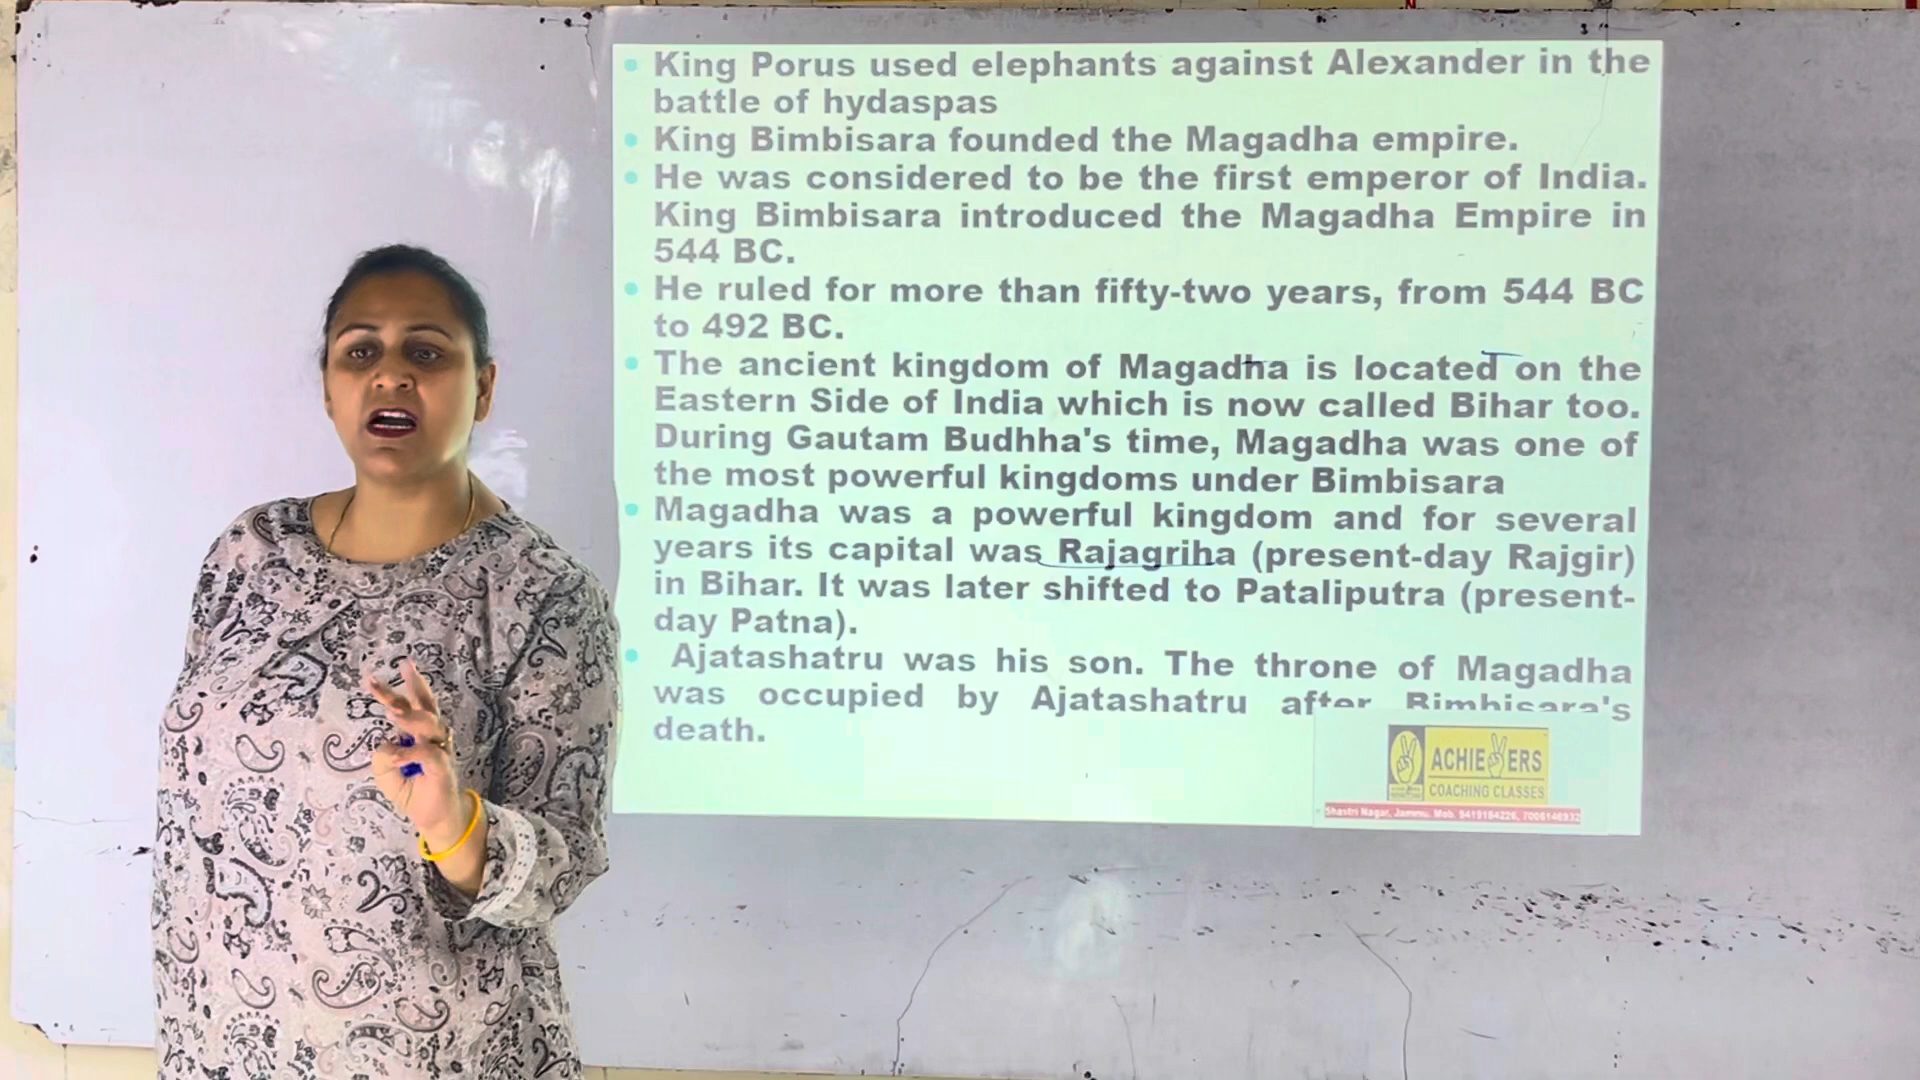 King Porus used elephants against Alexander in the
battle of hydaspas
King Bimbisara founded the Magadha empire.
He was considered to be the first emperor of India.
King Bimbisara introduced the Magadha Empire in
544 BC.
He ruled for more than fifty-two years, from 544 BC
to 492 BC.
The ancient kingdom of Magadha is located on the
Eastern Side of India which is now called Bihar too.
During Gautam Budhha's time, Magadha was one of
the most powerful kingdoms under Bimbisara
Magadha was a powerful kingdom and for several
years its capital was Rajagriha (present-day Rajgir)
in Bihar. It was later shifted to Pataliputra (present-
day Patna).
Ajatashatru was his son. The throne of Magadha
was occupied by Ajatashatru after Bimbisara's
death.
ACHIEVERS
COACHING CLASSES
Shastri Nagar, Jammu. Mob. 9419184226, 7006146932